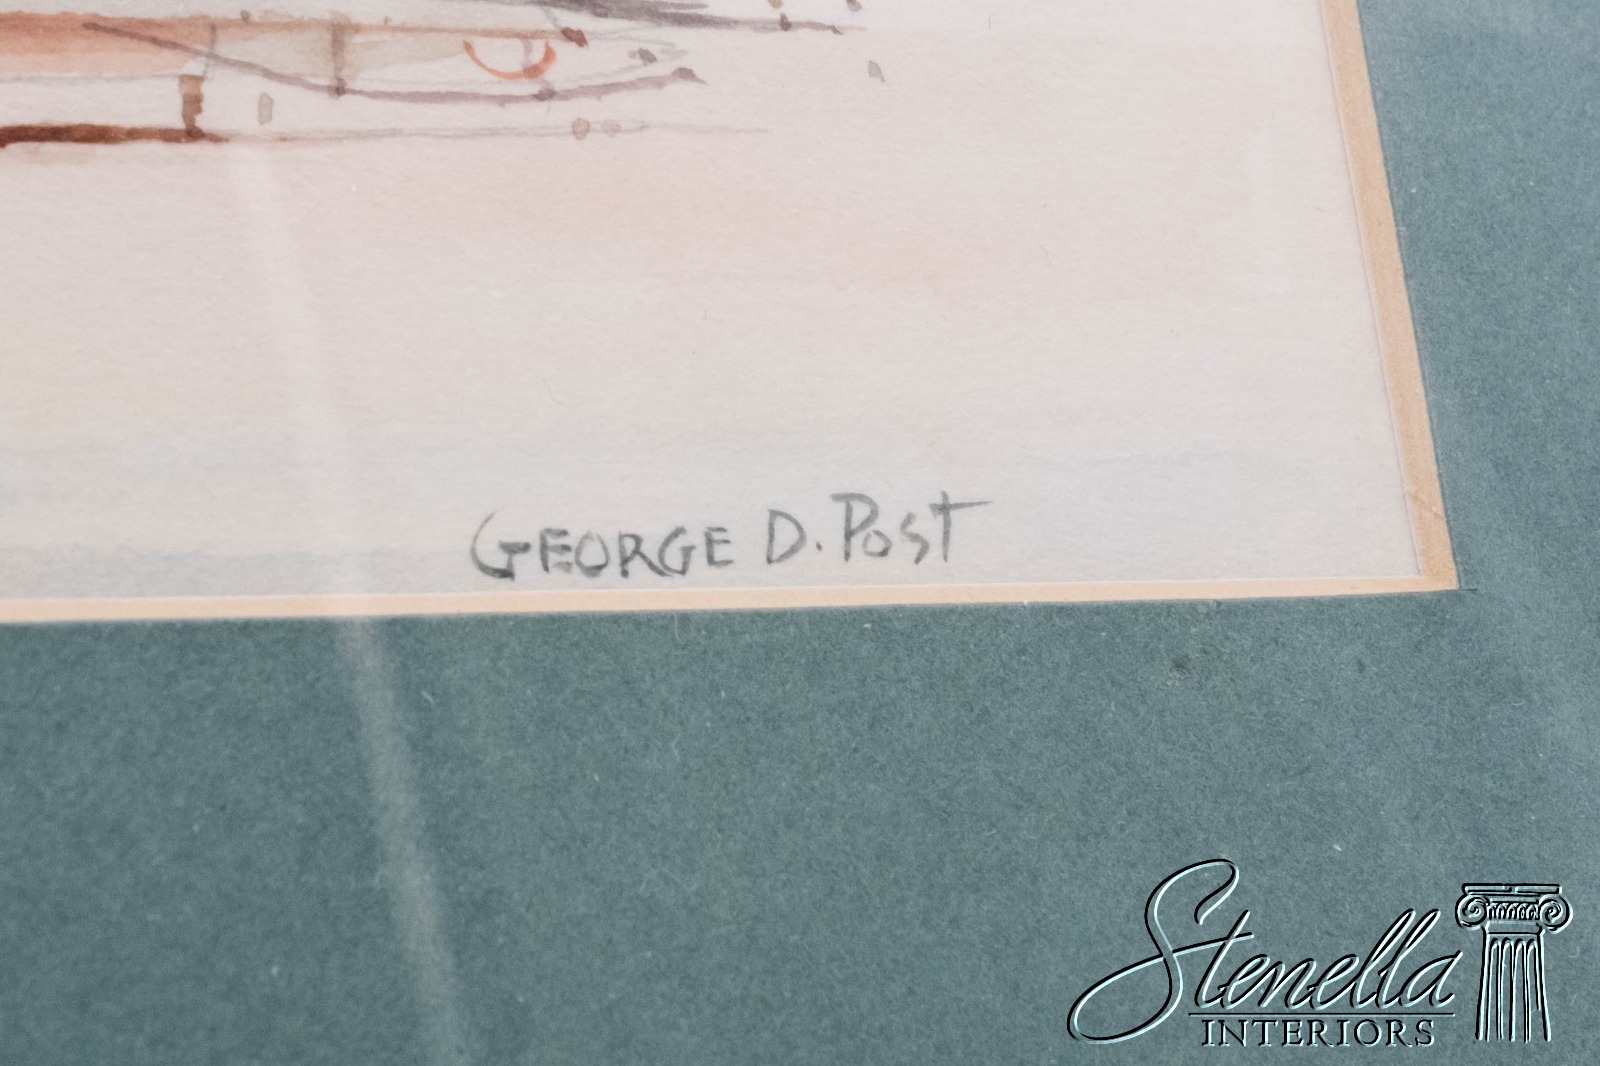 GEORGE D. POST
Stenella
INTERIORS